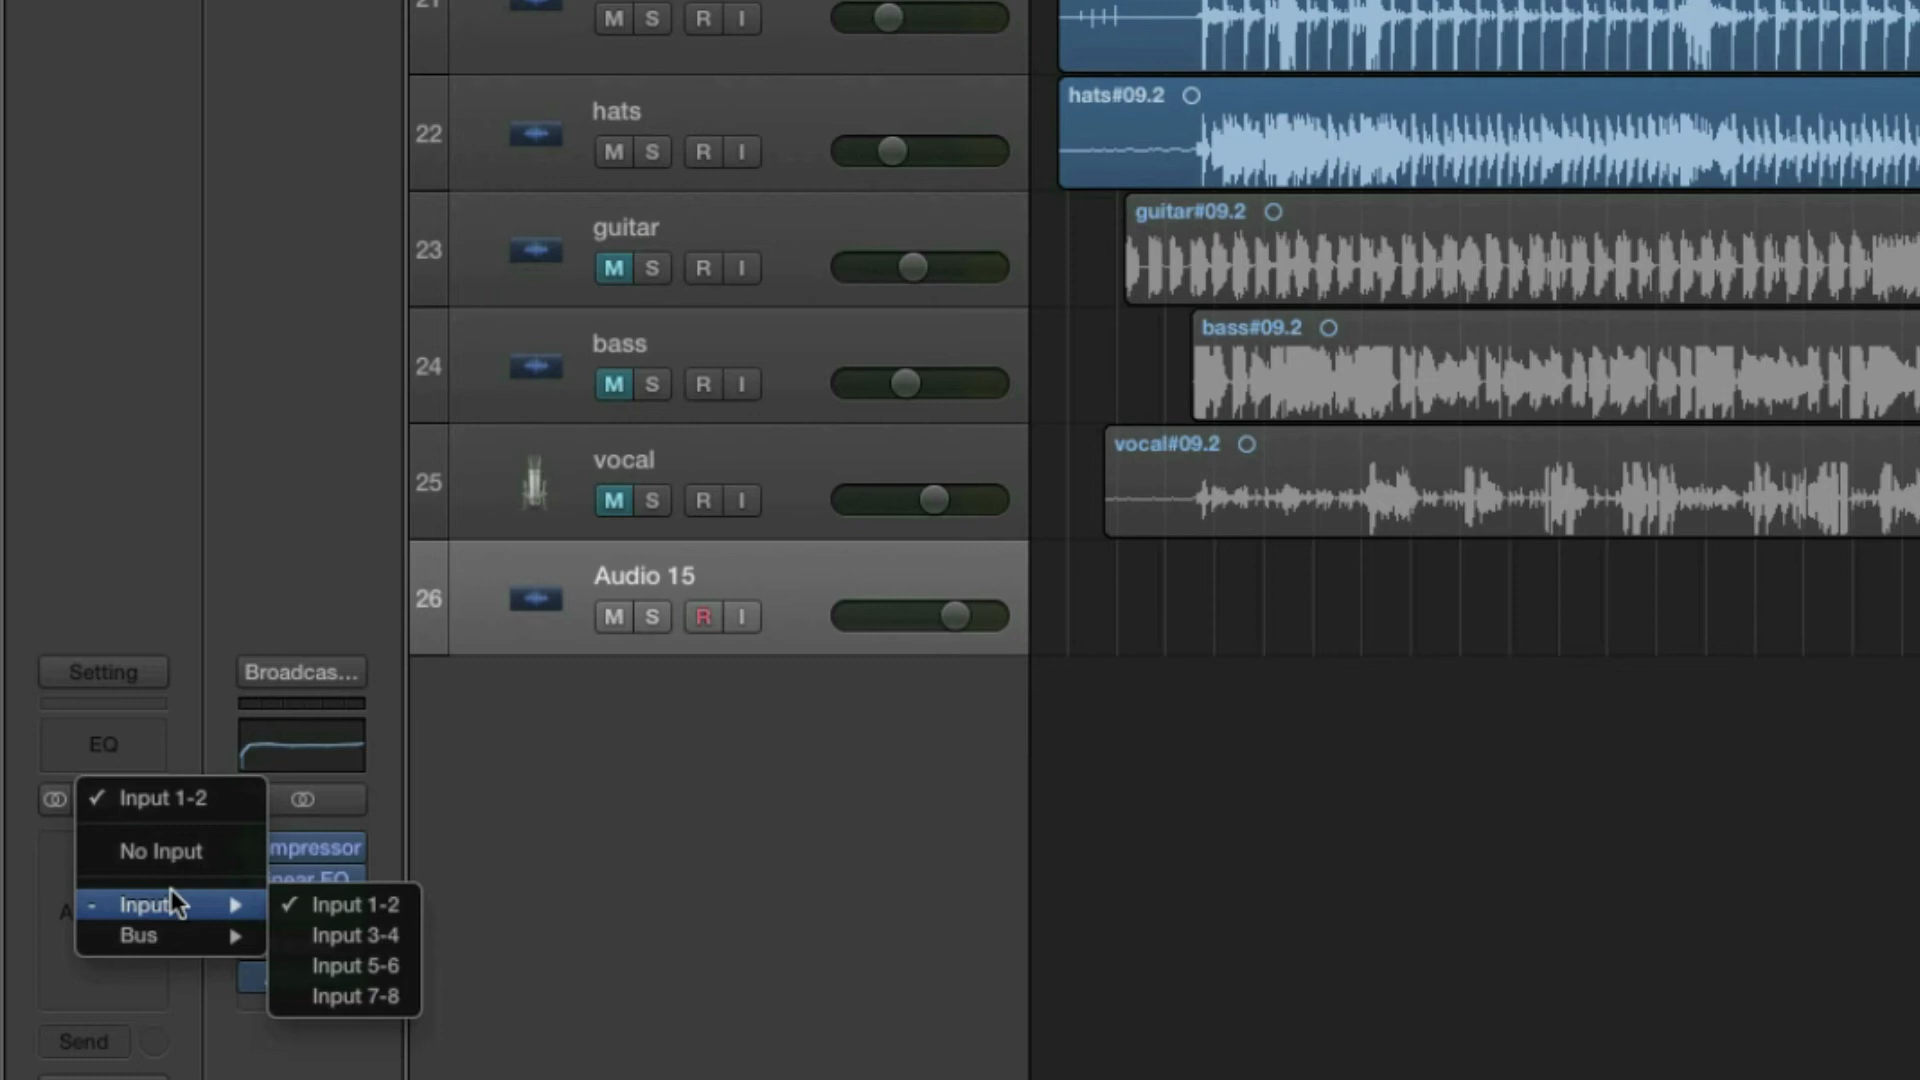 21
M S R I
hats
22
M S R I
hats#09.2
guitar
23
M S R I
guitar#09.2
bass
24
M S R I
bass#09.2
vocal
25
M S R I
vocal#09.2
Audio 15
26
M S R I
Setting
Broadcas...
EQ
✓ Input 1-2
No Input
mpressor
near EQ
- Input
Bus
✓ Input 1-2
Input 3-4
Input 5-6
Input 7-8
Send